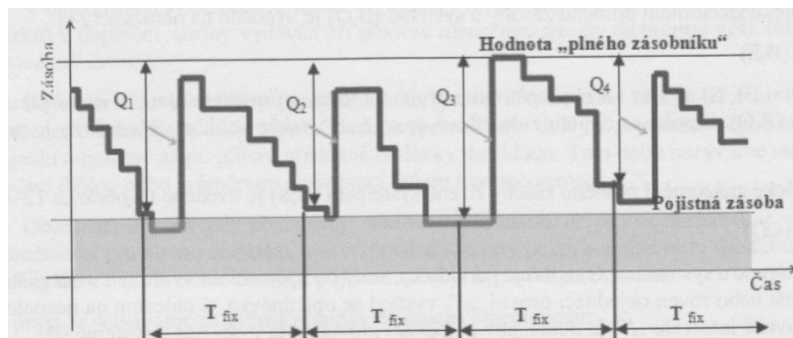 Zásoba
Hodnota „plného zásobníku“
Q₁
Q₂
Q₃
Q₄
Pojistná zásoba
Čas
T fix
T fix
T fix
T fix